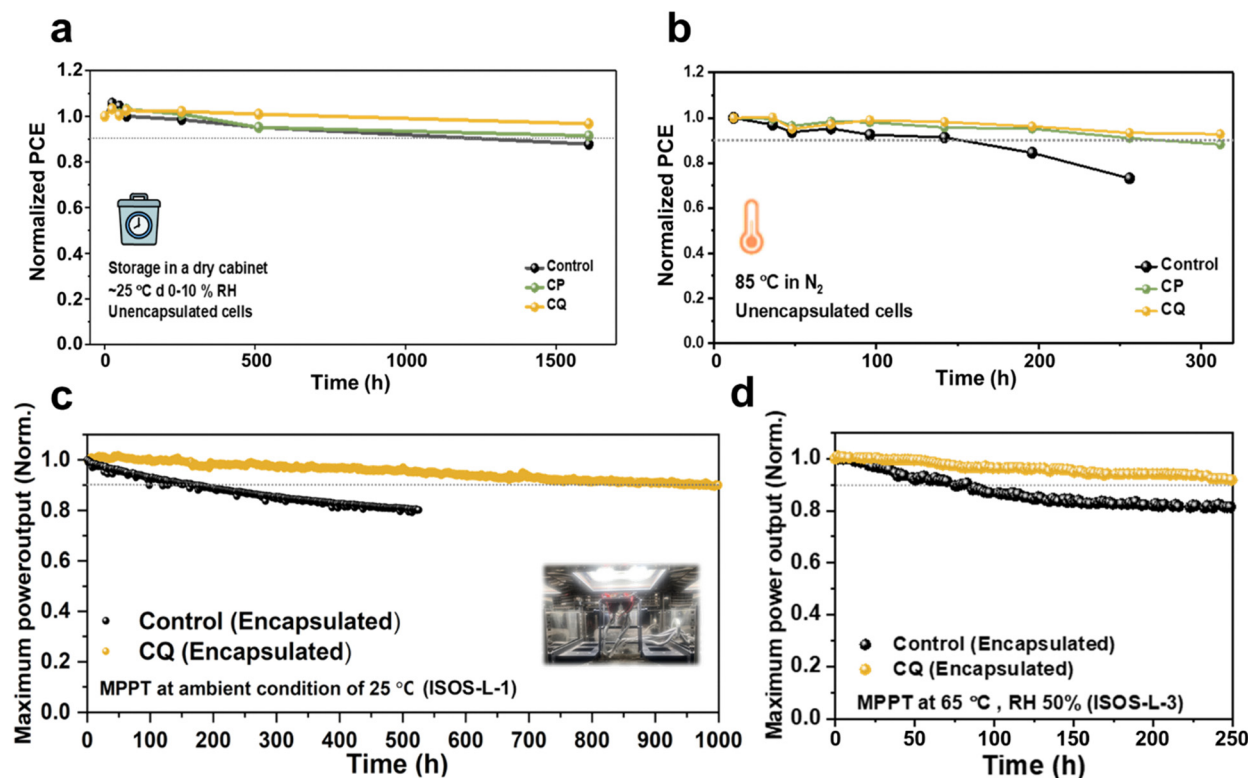 a
1.2
1.0
0.8
0.6
0.4
0.2
0.0
Normalized PCE
Storage in a dry cabinet
~25 °C d 0-10 % RH
Unencapsulated cells
Control
CP
CQ
0
500
1000
1500
Time (h)
b
1.2
1.0
0.8
0.6
0.4
0.2
0.0
Normalized PCE
85 °C in N₂
Unencapsulated cells
Control
CP
CQ
0
100
200
300
Time (h)
c
1.0
0.8
0.6
0.4
0.2
0.0
Maximum poweroutput (Norm.)
Control (Encapsulated)
CQ (Encapsulated)
MPPT at ambient condition of 25 °C (ISOS-L-1)
0
100
200
300
400
500
600
700
800
900
1000
Time (h)
d
1.0
0.8
0.6
0.4
0.2
0.0
Maximum power output (Norm.)
Control (Encapsulated)
CQ (Encapsulated)
MPPT at 65 °C , RH 50% (ISOS-L-3)
0
50
100
150
200
250
Time (h)